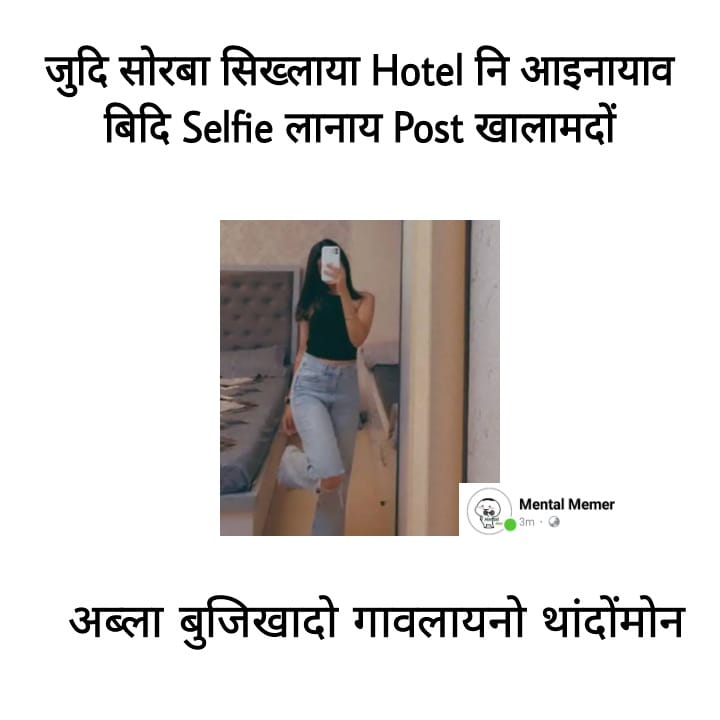 जुदि सोरबा सिख्लाया Hotel नि आइनायाव
बिदि Selfie लानाय Post खालामदों
Mental Memer
3m ·
अब्ला बुजिखादो गावलायनो थांदोंमोन